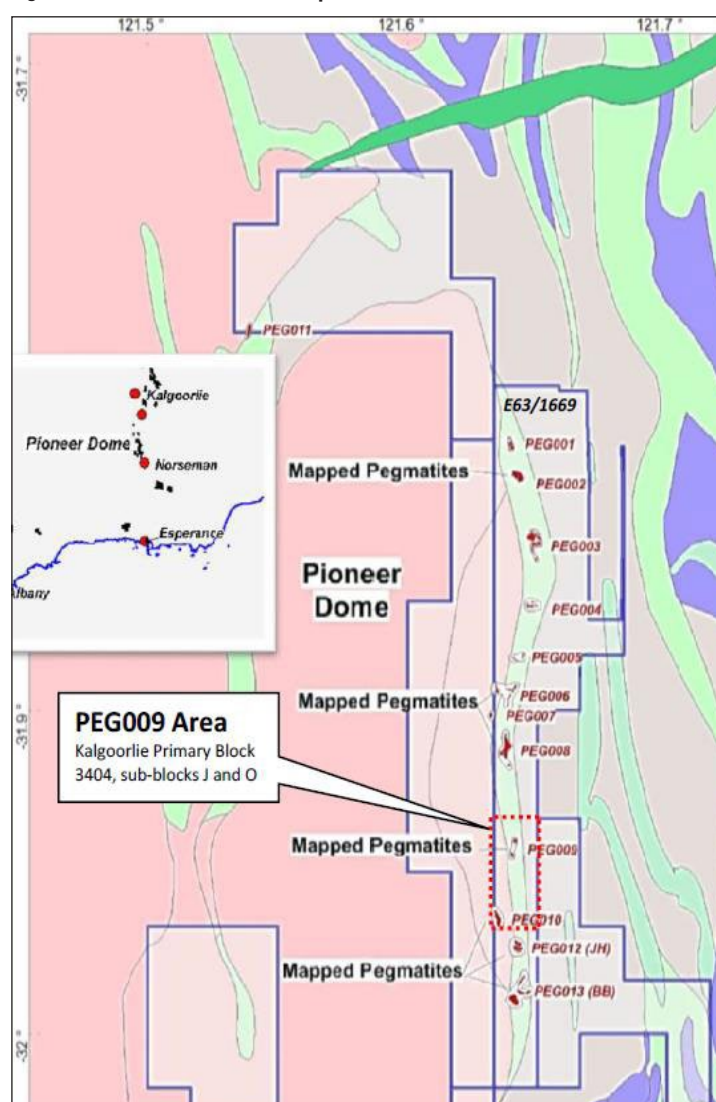 121.5 °
121.6 °
121.7 °
-31.7 °
PEG011
E63/1669
PEG001
Mapped Pegmatites
PEG002
Kalgoorlie
Pioneer Dome
Norseman
Esperance
Albany
PEG003
Pioneer
Dome
PEG004
PEG005
Mapped Pegmatites
PEG006
PEG007
-31.9 °
PEG008
PEG009 Area
Kalgoorlie Primary Block
3404, sub-blocks J and O
Mapped Pegmatites
PEG009
PEG010
PEG012 (JH)
Mapped Pegmatites
PEG013 (BB)
-32 °